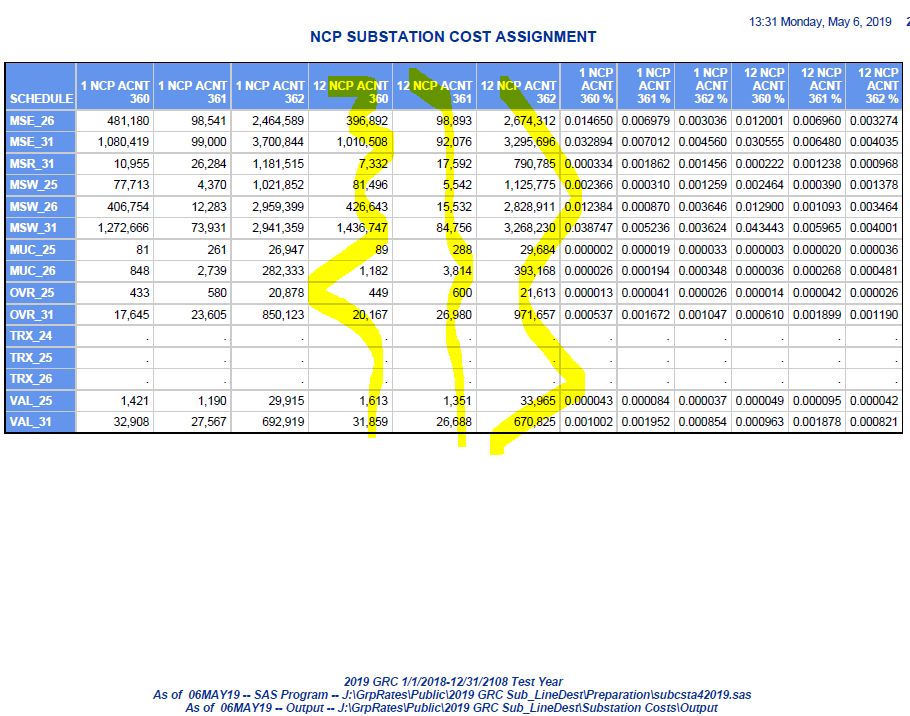 13:31 Monday, May 6, 2019 2
NCP SUBSTATION COST ASSIGNMENT
SCHEDULE 1 NCP ACNT 360 1 NCP ACNT 361 1 NCP ACNT 362 12 NCP ACNT 360 12 NCP ACNT 361 12 NCP ACNT 362 1 NCP ACNT 360 % 1 NCP ACNT 361 % 1 NCP ACNT 362 % 12 NCP ACNT 360 % 12 NCP ACNT 361 % 12 NCP ACNT 362 %
MSE_26 481,180 98,541 2,464,589 396,892 98,893 2,674,312 0.014650 0.006979 0.003036 0.012001 0.006960 0.003274
MSE_31 1,080,419 99,000 3,700,844 1,010,508 92,076 3,295,696 0.032894 0.007012 0.004560 0.030555 0.006480 0.004035
MSR_31 10,955 26,284 1,181,515 7,332 17,592 790,785 0.000334 0.001862 0.001456 0.000222 0.001238 0.000968
MSW_25 77,713 4,370 1,021,852 81,496 5,542 1,125,775 0.002366 0.000310 0.001259 0.002464 0.000390 0.001378
MSW_26 406,754 12,283 2,959,399 426,643 15,532 2,828,911 0.012384 0.000870 0.003646 0.012900 0.001093 0.003464
MSW_31 1,272,666 73,931 2,941,359 1,436,747 84,756 3,268,230 0.038747 0.005236 0.003624 0.043443 0.005965 0.004001
MUC_25 81 261 26,947 89 288 29,684 0.000002 0.000019 0.000033 0.000003 0.000020 0.000036
MUC_26 848 2,739 282,333 1,182 3,814 393,168 0.000026 0.000194 0.000348 0.000036 0.000268 0.000481
OVR_25 433 580 20,878 449 600 21,613 0.000013 0.000041 0.000026 0.000014 0.000042 0.000026
OVR_31 17,645 23,605 850,123 20,167 26,980 971,657 0.000537 0.001672 0.001047 0.000610 0.001899 0.001190
TRX_24 . . . . . . . . . . . .
TRX_25 . . . . . . . . . . . .
TRX_26 . . . . . . . . . . . .
VAL_25 1,421 1,190 29,915 1,613 1,351 33,965 0.000043 0.000084 0.000037 0.000049 0.000095 0.000042
VAL_31 32,908 27,567 692,919 31,859 26,688 670,825 0.001002 0.001952 0.000854 0.000963 0.001878 0.000821
2019 GRC 1/1/2018-12/31/2108 Test Year
As of 06MAY19 -- SAS Program -- J:\GrpRates\Public\2019 GRC Sub_LineDest\Preparation\subcsta42019.sas
As of 06MAY19 -- Output -- J:\GrpRates\Public\2019 GRC Sub_LineDest\Substation Costs\Output